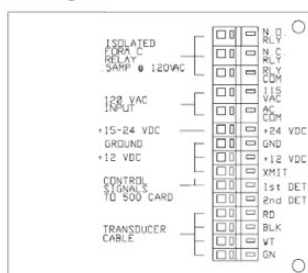 ISOLATED
FORM C
RELAY
.5AMP @ 120VAC
120 VAC
INPUT
+15-24 VDC
GROUND
+12 VDC
CONTROL
SIGNALS
TO 500 CARD
TRANSDUCER
CABLE
N.O.
RLY
N.C.
RLY
RLY
COM
115
VAC
AC
COM
+24 VDC
GND
+12 VDC
XMIT
1st DET
2nd DET
RD
BLK
WT
GN